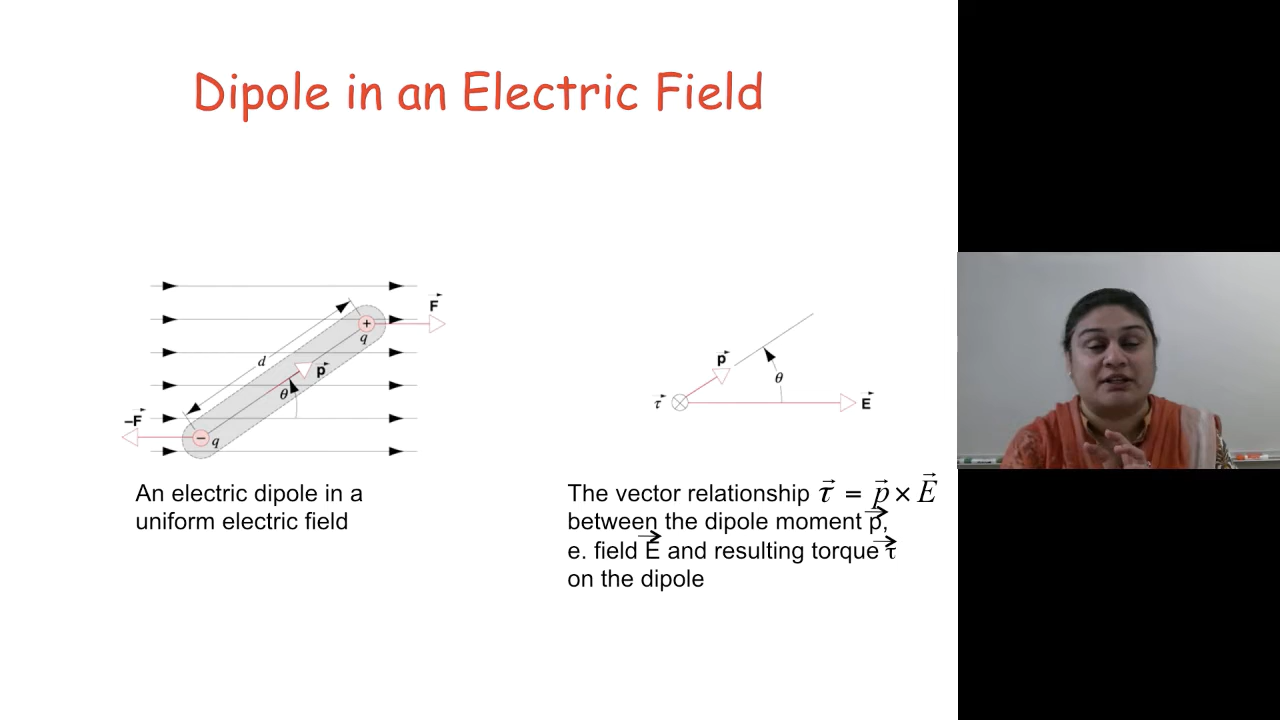 Dipole in an Electric Field
F⃗
+
q
d
p⃗
θ
–F⃗
−
q
p⃗
θ
τ⃗
E⃗
An electric dipole in a
uniform electric field
The vector relationship τ⃗ = p⃗ × E⃗
between the dipole moment p⃗,
e. field E⃗ and resulting torque τ⃗
on the dipole